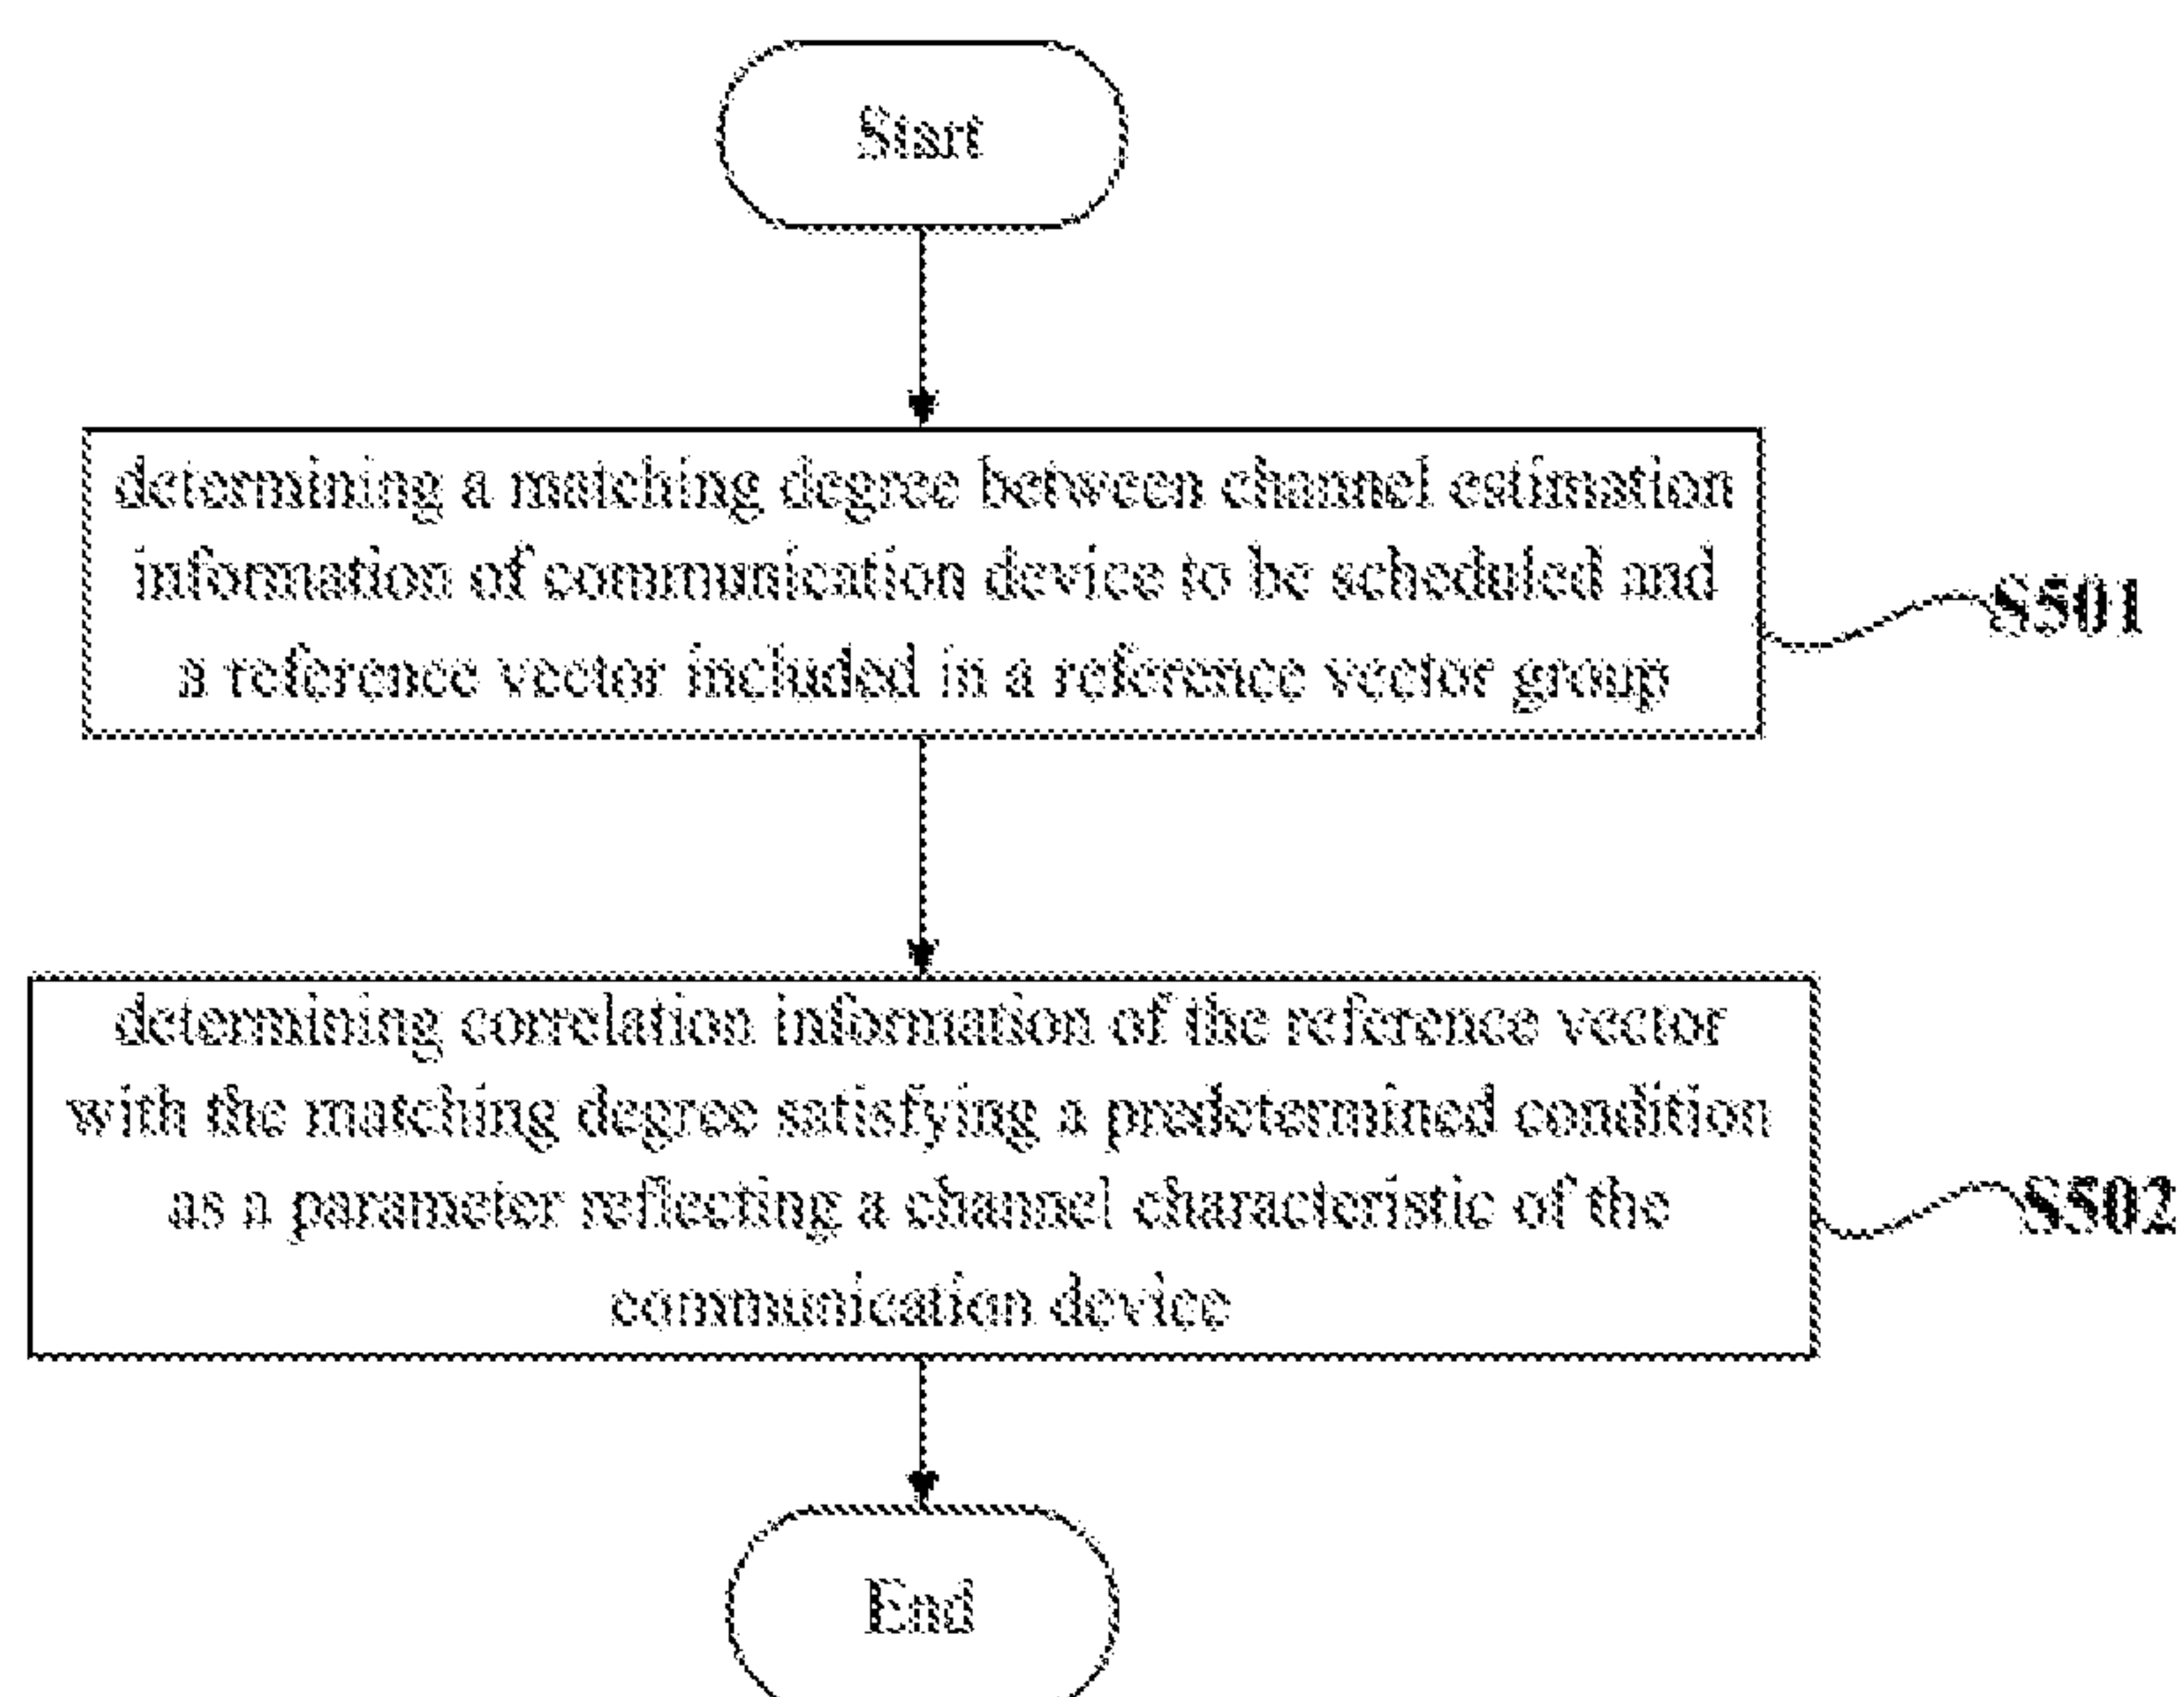 Start
determining a matching degree between channel estimation
information of communication device to be scheduled and
a reference vector included in a reference vector group
S501
determining correlation information of the reference vector
with the matching degree satisfying a predetermined condition
as a parameter reflecting a channel characteristic of the
communication device
S502
End